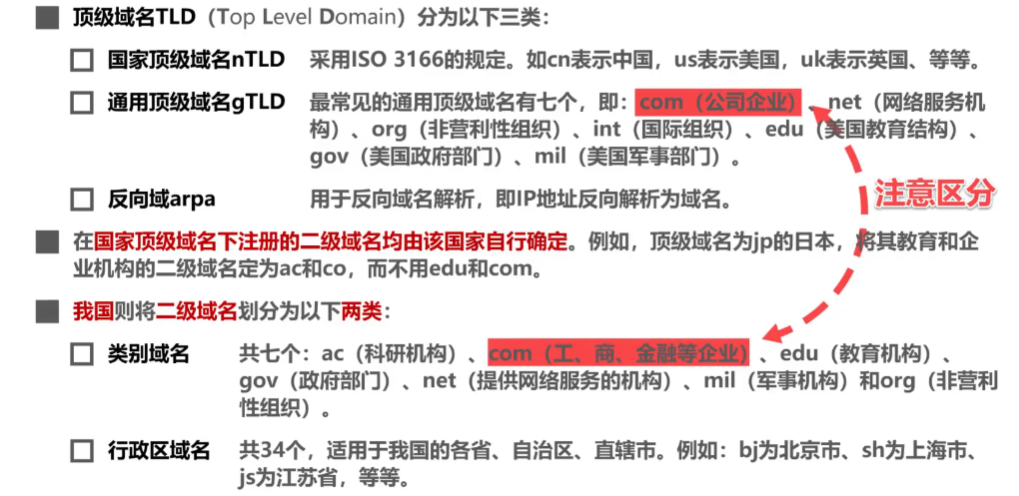 顶级域名TLD（Top Level Domain）分为以下三类：
国家顶级域名nTLD 采用ISO 3166的规定。如cn表示中国，us表示美国，uk表示英国、等等。
通用顶级域名gTLD 最常见的通用顶级域名有七个，即：com（公司企业）、net（网络服务机
构）、org（非营利性组织）、int（国际组织）、edu（美国教育结构）、
gov（美国政府部门）、mil（美国军事部门）。
注意区分
反向域arpa 用于反向域名解析，即IP地址反向解析为域名。
在国家顶级域名下注册的二级域名均由该国家自行确定。例如，顶级域名为jp的日本，将其教育和企
业机构的二级域名定为ac和co，而不用edu和com。
我国则将二级域名划分为以下两类：
类别域名 共七个：ac（科研机构）、com（工、商、金融等企业）、edu（教育机构）、
gov（政府部门）、net（提供网络服务的机构）、mil（军事机构）和org（非营利
性组织）。
行政区域名 共34个，适用于我国的各省、自治区、直辖市。例如：bj为北京市、sh为上海市、
js为江苏省，等等。